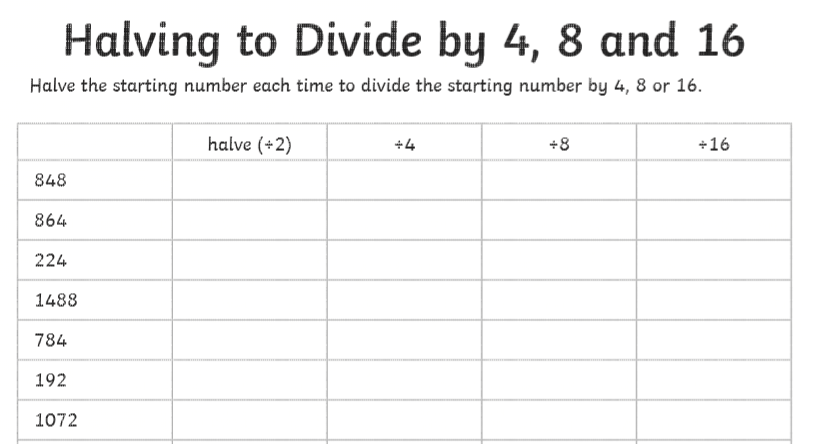 Halving to Divide by 4, 8 and 16
Halve the starting number each time to divide the starting number by 4, 8 or 16.
halve (÷2) ÷4 ÷8 ÷16
848
864
224
1488
784
192
1072